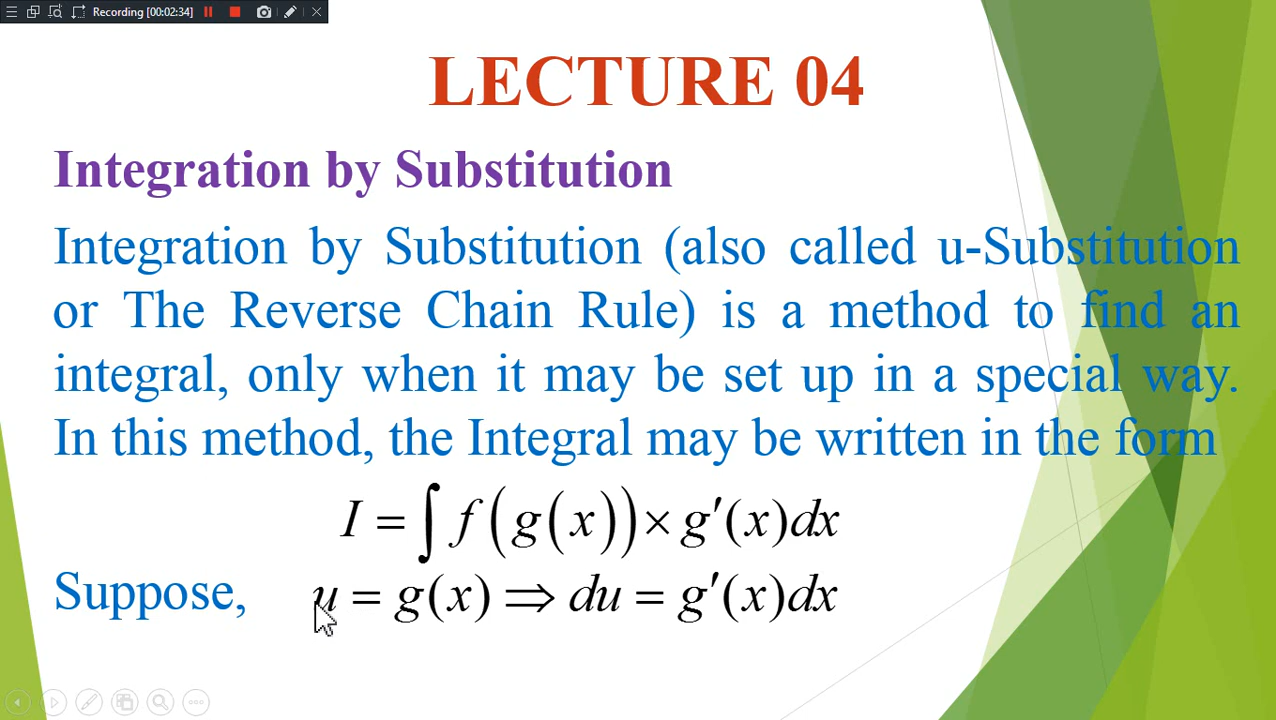 Recording [00:02:34]
LECTURE 04
Integration by Substitution
Integration by Substitution (also called u-Substitution
or The Reverse Chain Rule) is a method to find an
integral, only when it may be set up in a special way.
In this method, the Integral may be written in the form
I = ∫ f(g(x)) × g′(x)dx
Suppose, u = g(x) ⇒ du = g′(x)dx